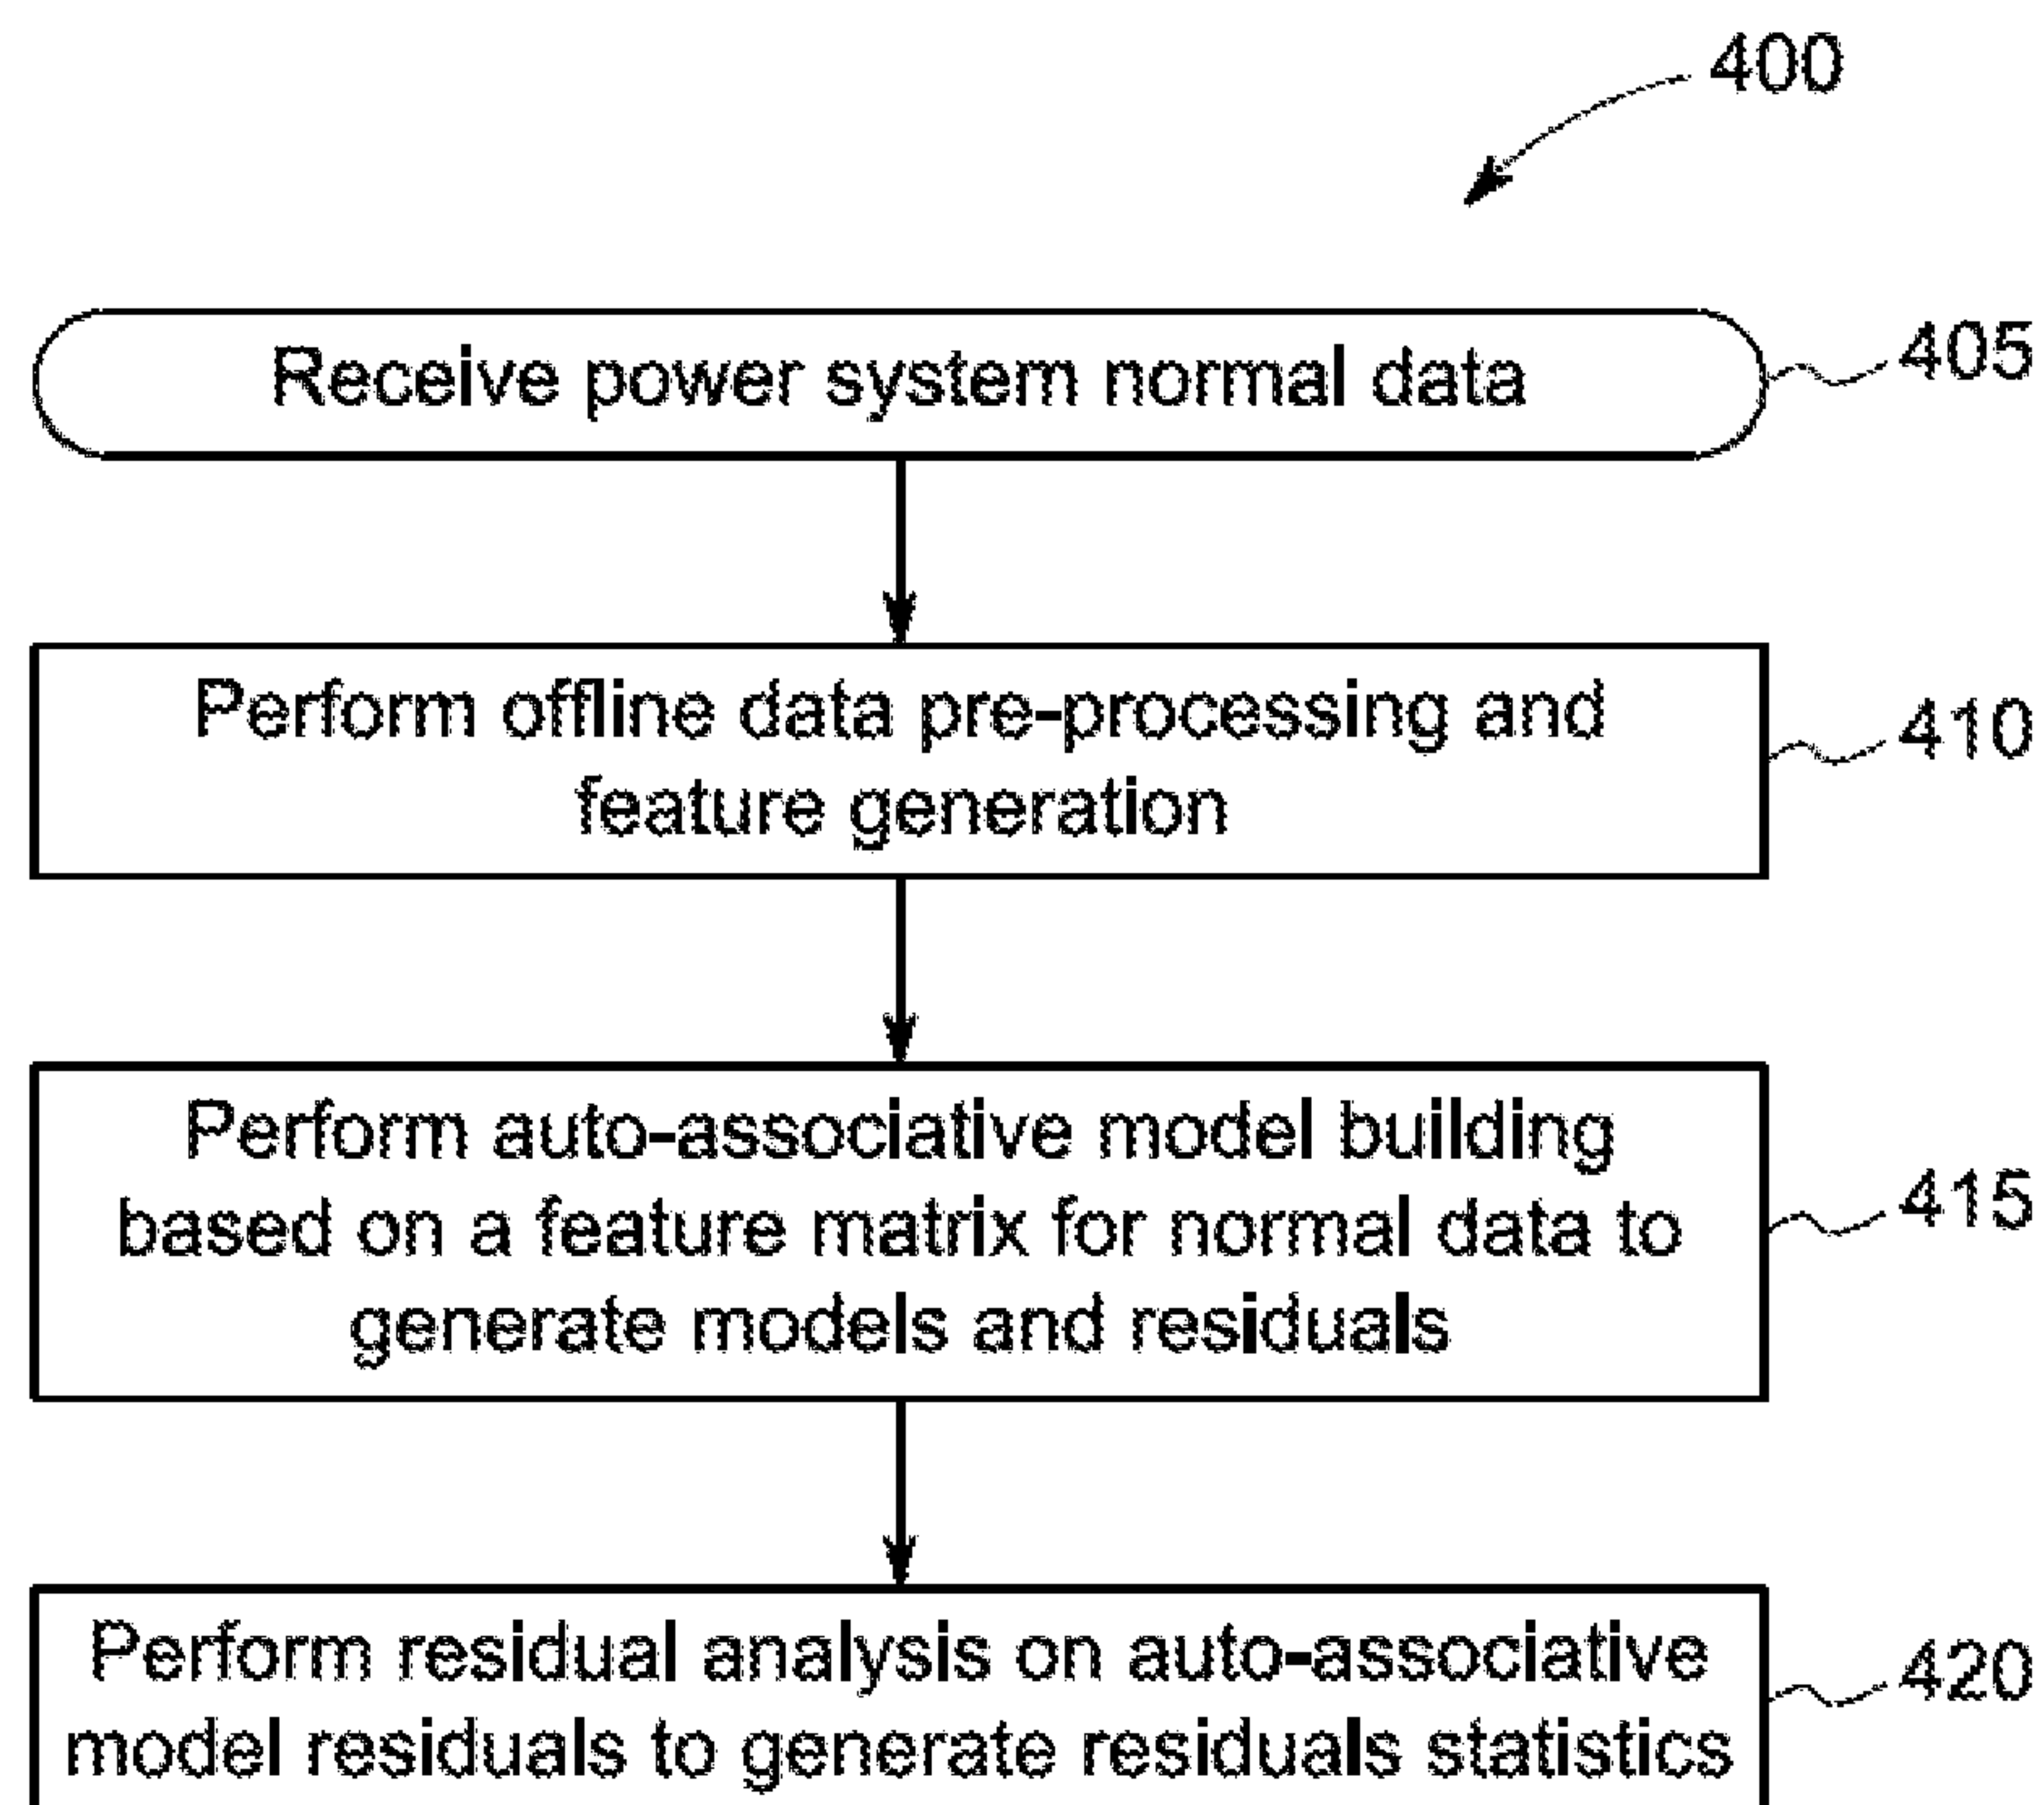 400
Receive power system normal data
405
Perform offline data pre-processing and
feature generation
410
Perform auto-associative model building
based on a feature matrix for normal data to
generate models and residuals
415
Perform residual analysis on auto-associative
model residuals to generate residuals statistics
420